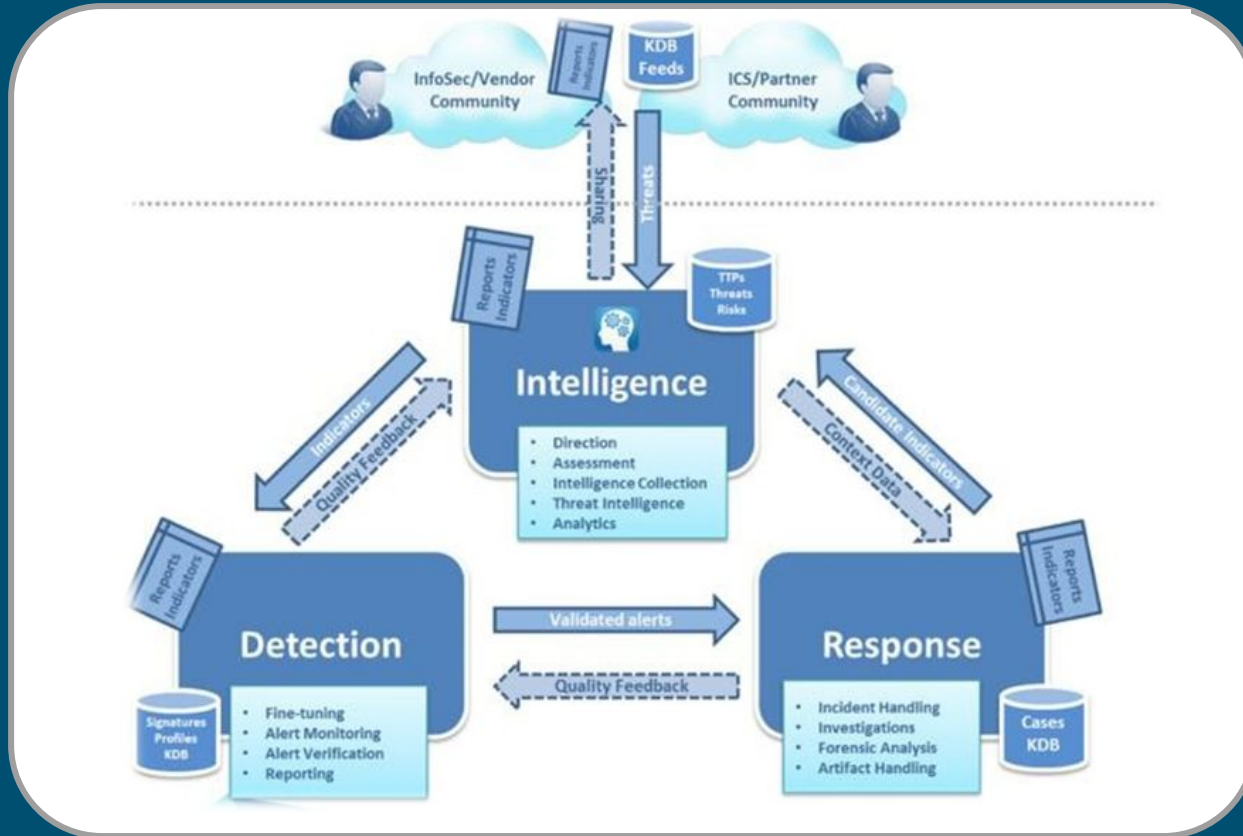 InfoSec/Vendor
Community
Reports
Indicators
KDB
Feeds
ICS/Partner
Community
Sharing
Threats
Reports
Indicators
TTPs
Threats
Risks
Intelligence
• Direction
• Assessment
• Intelligence Collection
• Threat Intelligence
• Analytics
Indicators
Quality Feedback
Candidate Indicators
Context Data
Reports
Indicators
Detection
Signatures
Profiles
KDB
• Fine-tuning
• Alert Monitoring
• Alert Verification
• Reporting
Validated alerts
Quality Feedback
Reports
Indicators
Response
• Incident Handling
• Investigations
• Forensic Analysis
• Artifact Handling
Cases
KDB